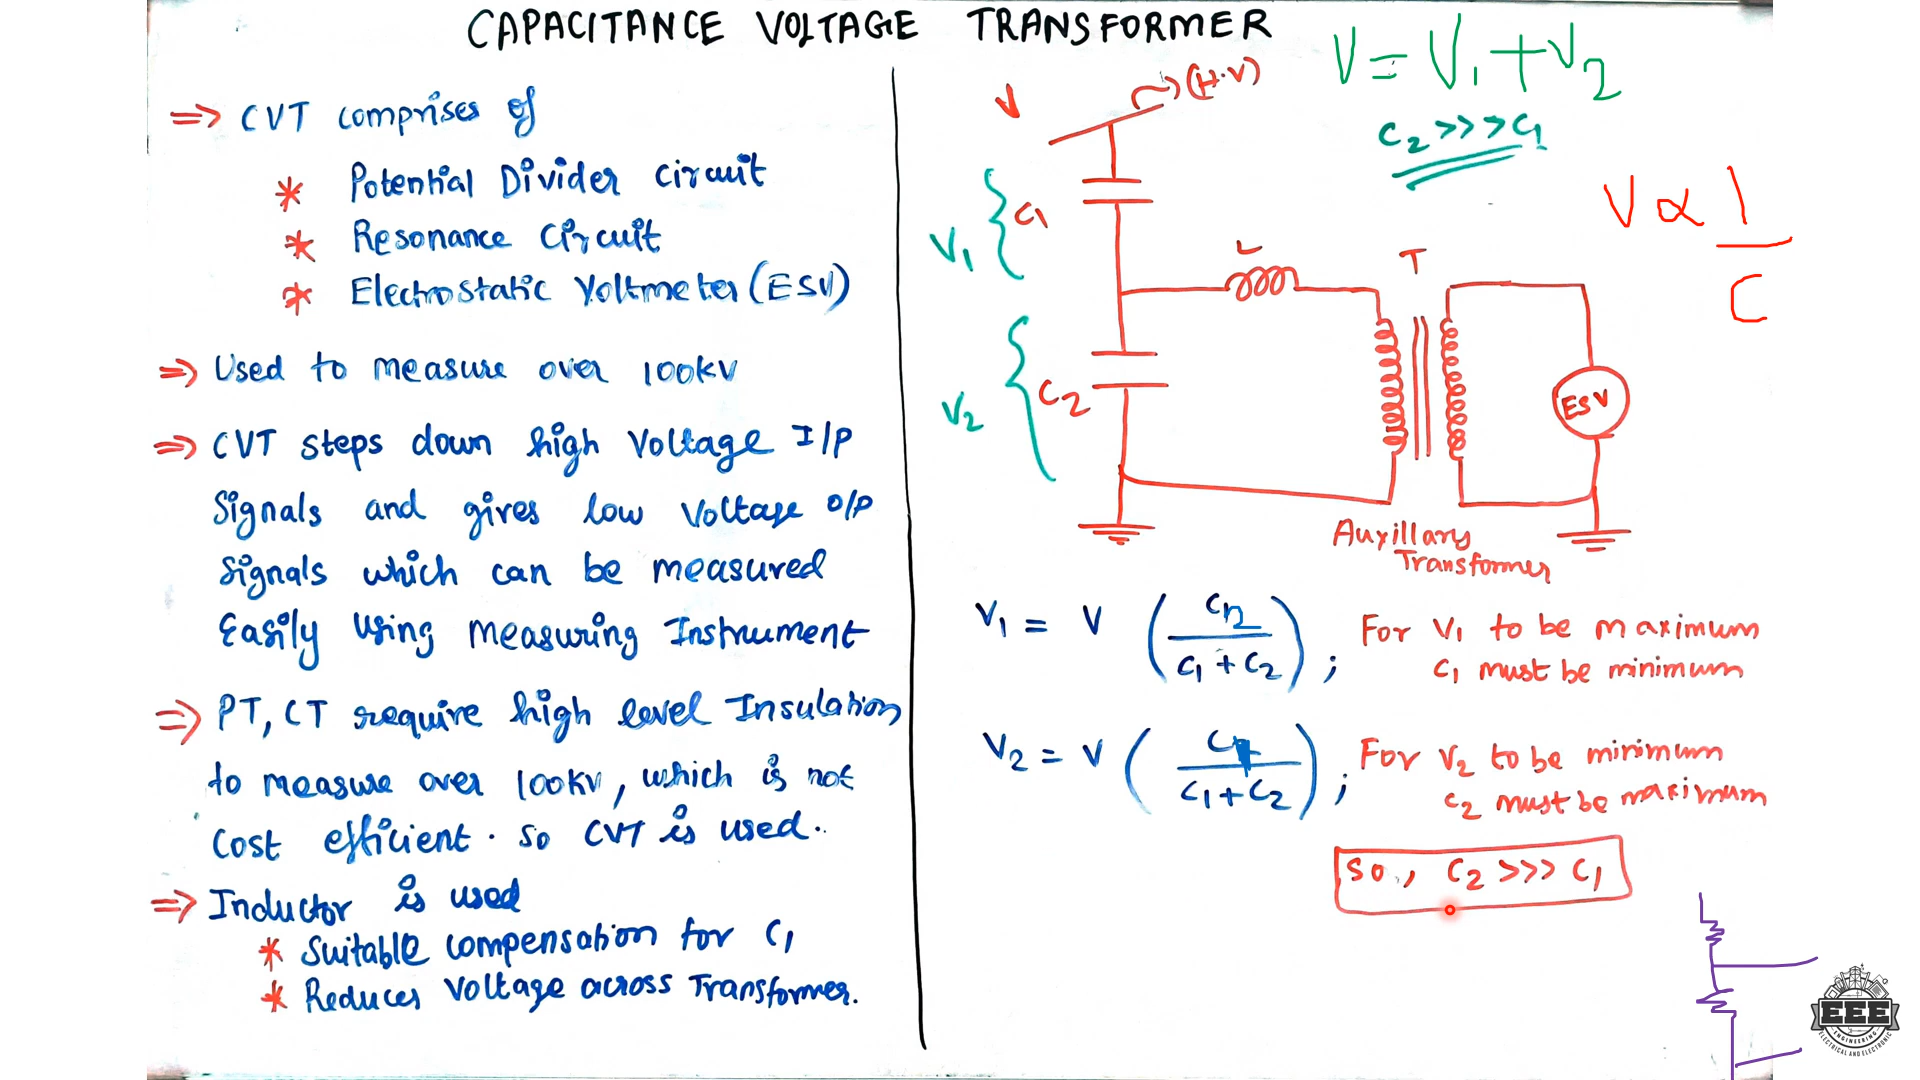 CAPACITANCE VOLTAGE TRANSFORMER
=> CVT comprises of
* Potential Divider circuit
* Resonance Circuit
* Electrostatic Voltmeter (ESV)
=> Used to measure over 100kV
=> CVT steps down high Voltage I/P
Signals and gives low Voltage O/P
Signals which can be measured
Easily using measuring Instrument
=> PT, CT require high level Insulation
to measure over 100kV, which is not
cost efficient. So CVT is used.
=> Inductor is used
* Suitable compensation for C1
* Reduces Voltage across Transformer.
V = V1 + V2
C2 >>> C1
V ∝ 1/C
V
(H.V)
V1
C1
L
T
V2
C2
ESV
Auxillary
Transformer
V1 = V (C2 / C1 + C2) ; For V1 to be maximum
C1 must be minimum
V2 = V (C1 / C1 + C2) ; For V2 to be minimum
C2 must be maximum
So, C2 >>> C1
EEE
ENGINEERING
ELECTRICAL AND ELECTRONIC